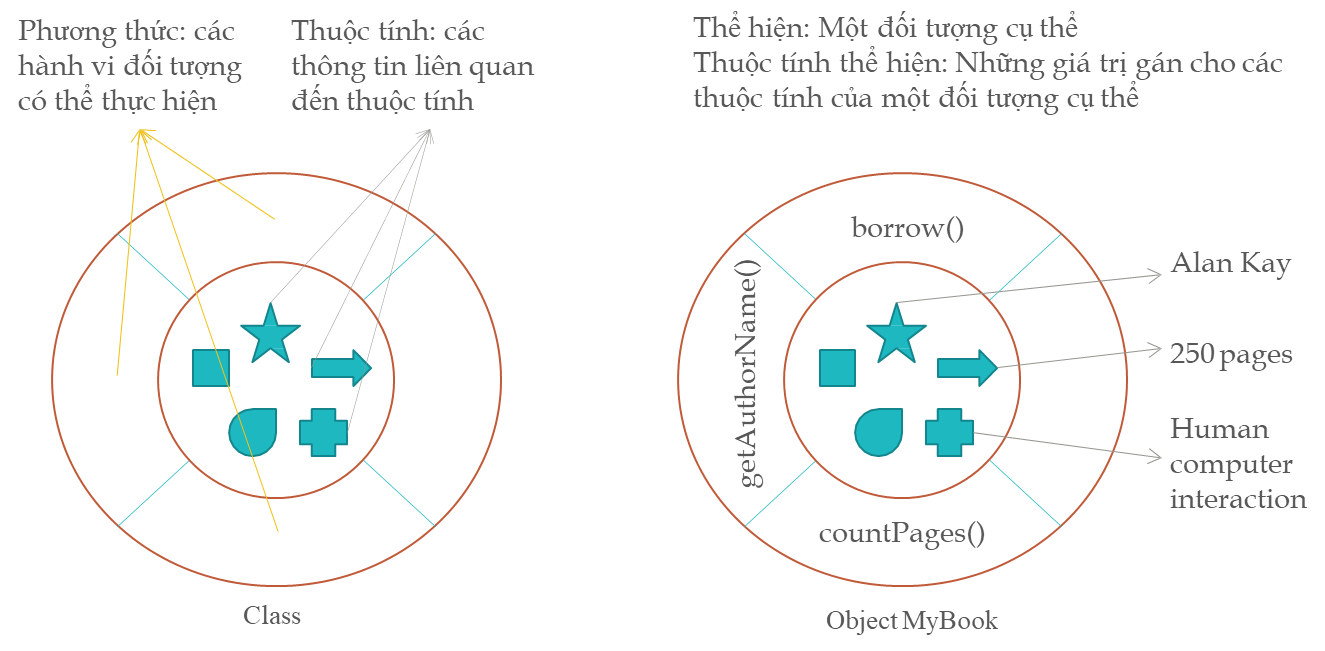 Phương thức: các
hành vi đối tượng
có thể thực hiện
Thuộc tính: các
thông tin liên quan
đến thuộc tính
Class
Thể hiện: Một đối tượng cụ thể
Thuộc tính thể hiện: Những giá trị gán cho các
thuộc tính của một đối tượng cụ thể
borrow()
getAuthorName()
countPages()
Alan Kay
250 pages
Human
computer
interaction
Object MyBook